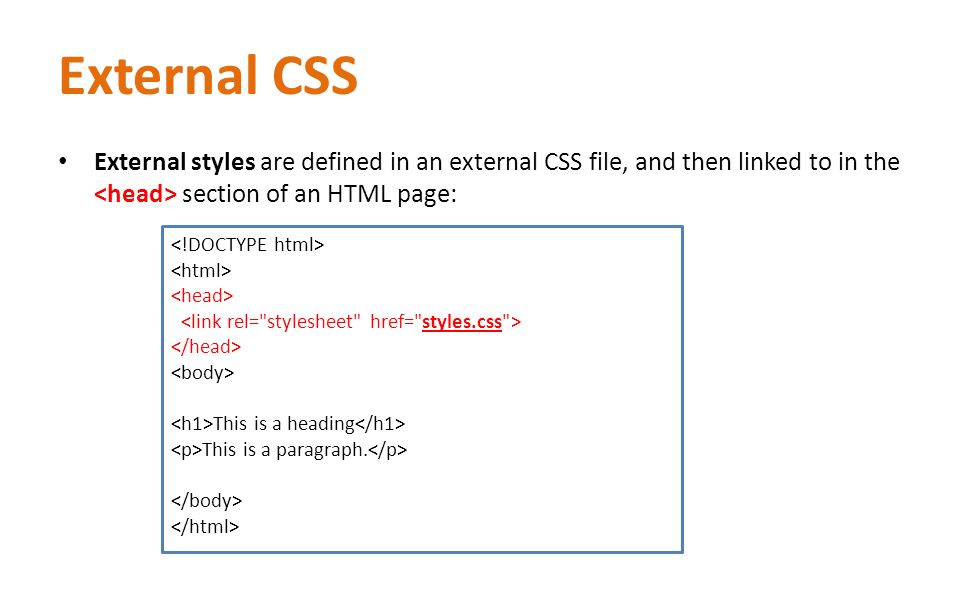 External CSS
• External styles are defined in an external CSS file, and then linked to in the
<head> section of an HTML page:
<!DOCTYPE html>
<html>
<head>
<link rel="stylesheet" href="styles.css">
</head>
<body>
<h1>This is a heading</h1>
<p>This is a paragraph.</p>
</body>
</html>